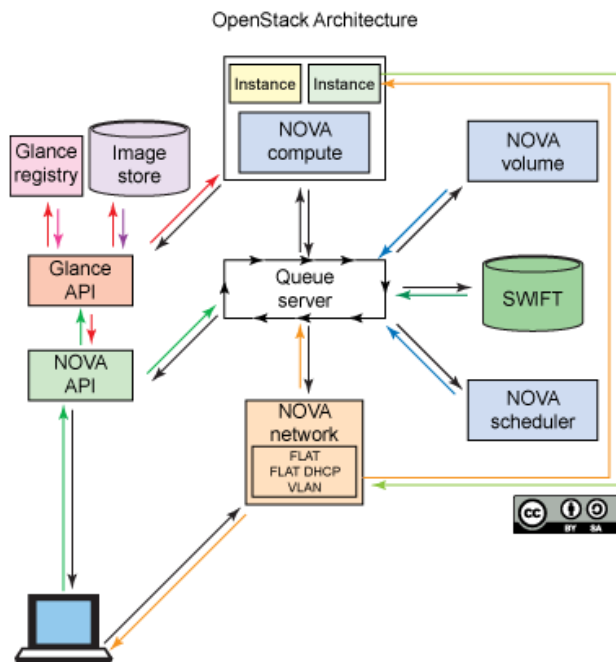 OpenStack Architecture
Instance
Instance
NOVA
compute
Glance
registry
Image
store
NOVA
volume
Glance
API
Queue
server
SWIFT
NOVA
API
NOVA
network
FLAT
FLAT DHCP
VLAN
NOVA
scheduler
cc
BY
SA